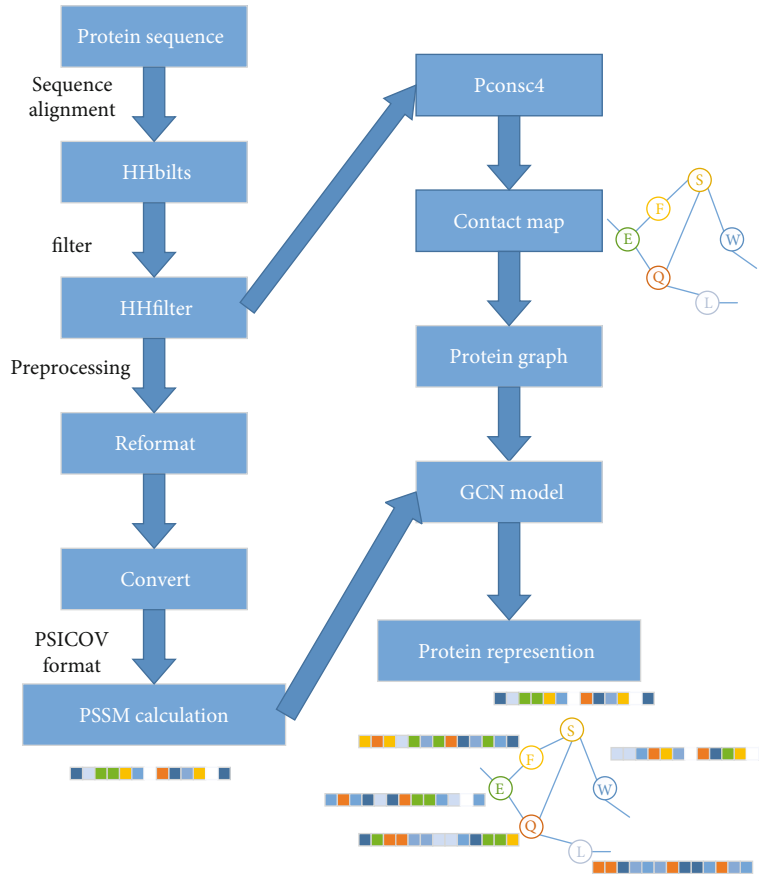 Protein sequence
Sequence
alignment
HHbilts
filter
HHfilter
Preprocessing
Reformat
Convert
PSICOV
format
PSSM calculation
Pconsc4
Contact map
S
F
E
W
Q
L
Protein graph
GCN model
Protein represention
S
F
E
W
Q
L